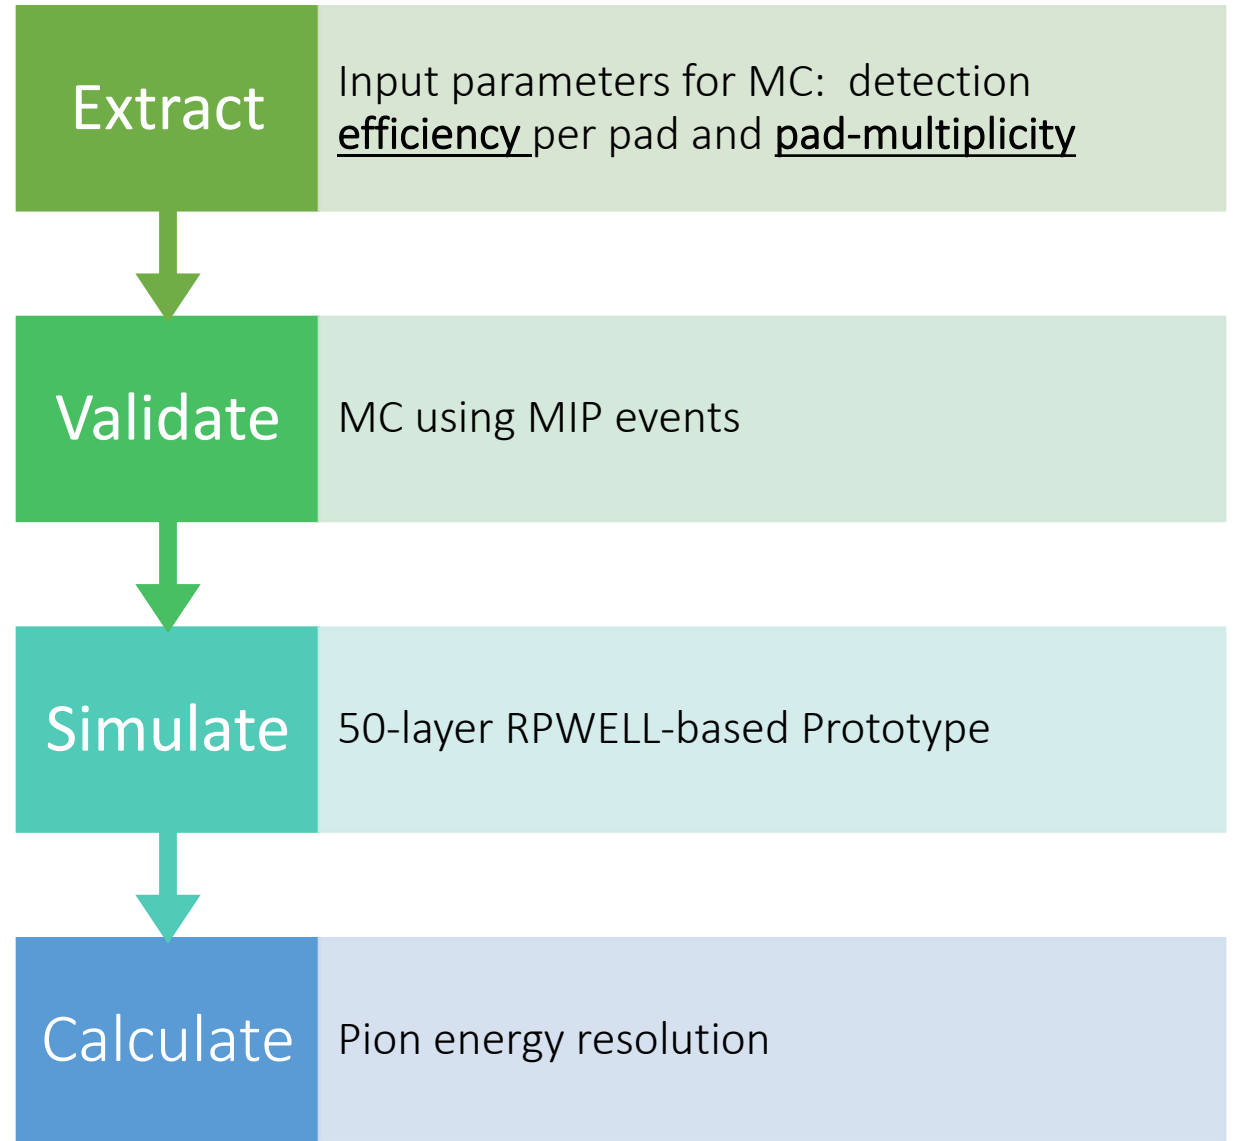 Extract
Input parameters for MC:  detection
efficiency per pad and pad-multiplicity
Validate
MC using MIP events
Simulate
50-layer RPWELL-based Prototype
Calculate
Pion energy resolution